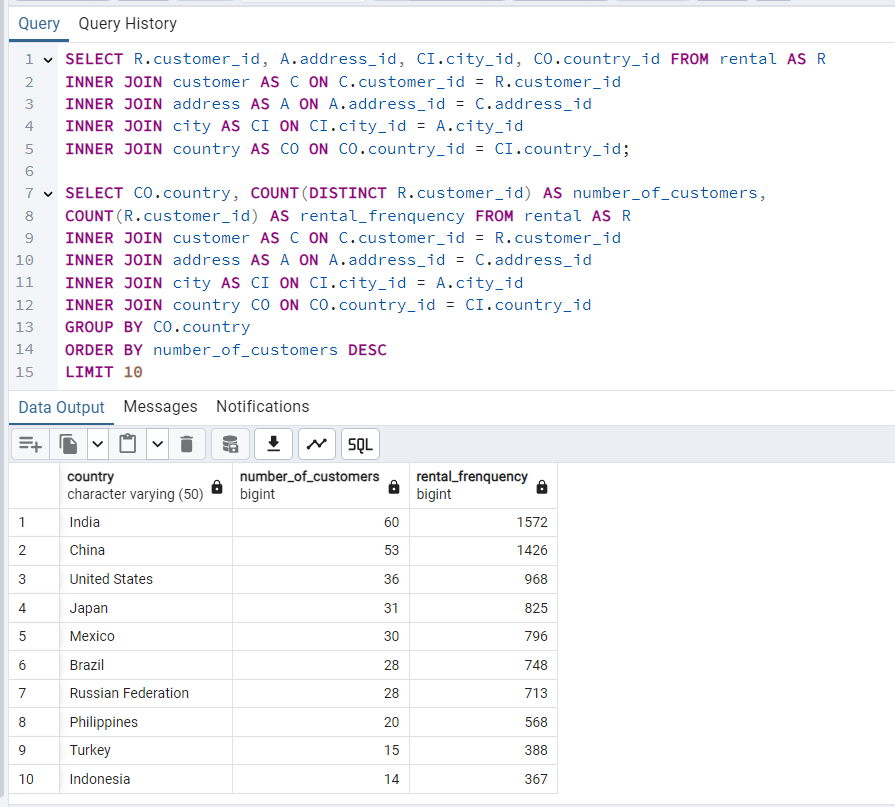 Query Query History
1 SELECT R.customer_id, A.address_id, CI.city_id, CO.country_id FROM rental AS R
2 INNER JOIN customer AS C ON C.customer_id = R.customer_id
3 INNER JOIN address AS A ON A.address_id = C.address_id
4 INNER JOIN city AS CI ON CI.city_id = A.city_id
5 INNER JOIN country AS CO ON CO.country_id = CI.country_id;
6
7 SELECT CO.country, COUNT(DISTINCT R.customer_id) AS number_of_customers,
8 COUNT(R.customer_id) AS rental_frenquency FROM rental AS R
9 INNER JOIN customer AS C ON C.customer_id = R.customer_id
10 INNER JOIN address AS A ON A.address_id = C.address_id
11 INNER JOIN city AS CI ON CI.city_id = A.city_id
12 INNER JOIN country CO ON CO.country_id = CI.country_id
13 GROUP BY CO.country
14 ORDER BY number_of_customers DESC
15 LIMIT 10
Data Output Messages Notifications
SQL
country number_of_customers rental_frenquency
character varying (50) bigint bigint
1 India 60 1572
2 China 53 1426
3 United States 36 968
4 Japan 31 825
5 Mexico 30 796
6 Brazil 28 748
7 Russian Federation 28 713
8 Philippines 20 568
9 Turkey 15 388
10 Indonesia 14 367